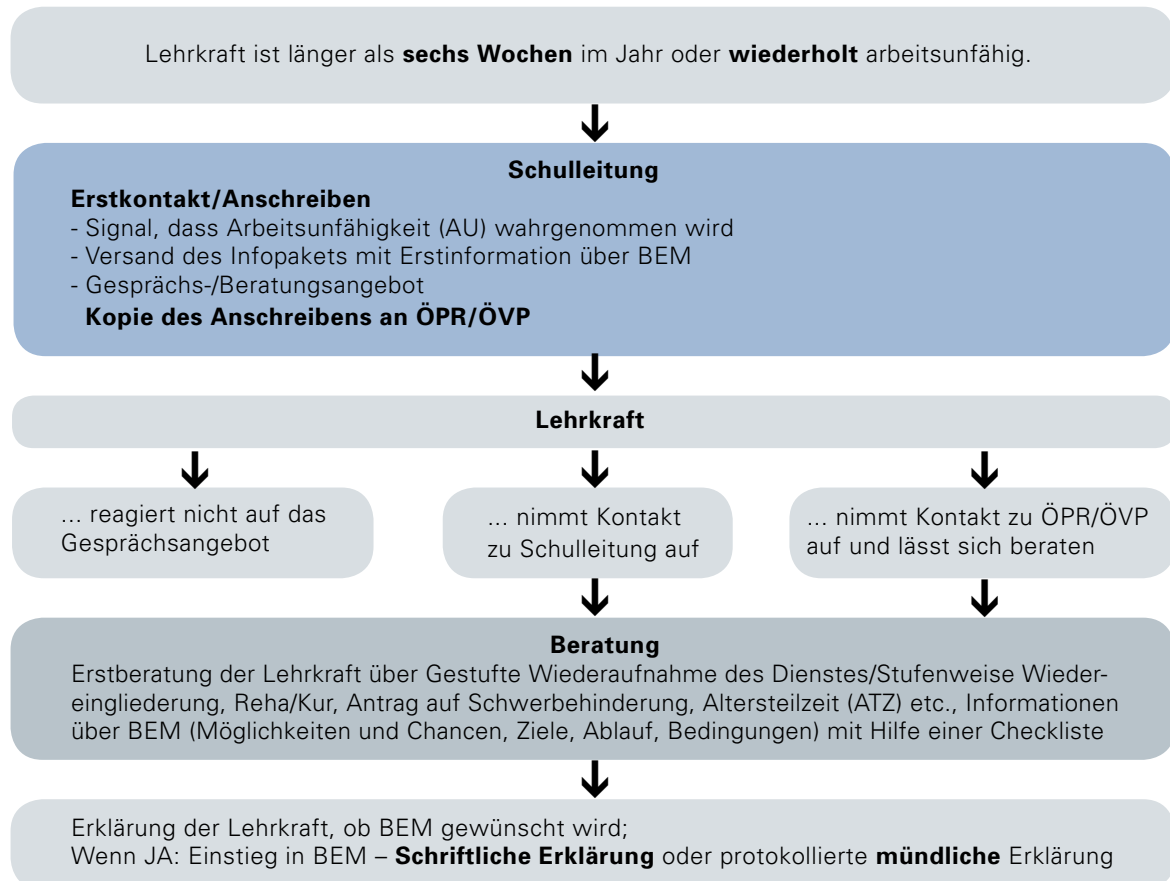 Lehrkraft ist länger als sechs Wochen im Jahr oder wiederholt arbeitsunfähig.
Schulleitung
Erstkontakt/Anschreiben
- Signal, dass Arbeitsunfähigkeit (AU) wahrgenommen wird
- Versand des Infopakets mit Erstinformation über BEM
- Gesprächs-/Beratungsangebot
Kopie des Anschreibens an ÖPR/ÖVP
Lehrkraft
... reagiert nicht auf das
Gesprächsangebot
... nimmt Kontakt
zu Schulleitung auf
... nimmt Kontakt zu ÖPR/ÖVP
auf und lässt sich beraten
Beratung
Erstberatung der Lehrkraft über Gestufte Wiederaufnahme des Dienstes/Stufenweise Wieder-
eingliederung, Reha/Kur, Antrag auf Schwerbehinderung, Altersteilzeit (ATZ) etc., Informationen
über BEM (Möglichkeiten und Chancen, Ziele, Ablauf, Bedingungen) mit Hilfe einer Checkliste
Erklärung der Lehrkraft, ob BEM gewünscht wird;
Wenn JA: Einstieg in BEM – Schriftliche Erklärung oder protokollierte mündliche Erklärung